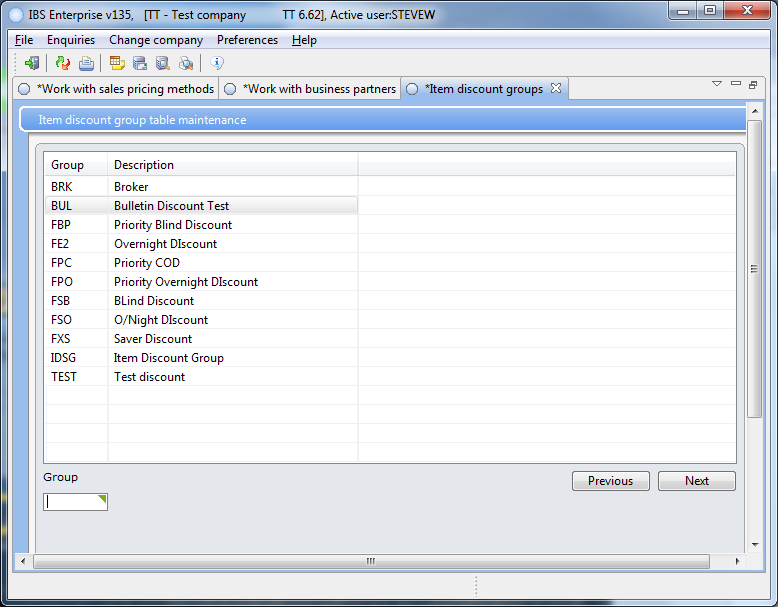 IBS Enterprise v135, [TT - Test company TT 6.62], Active user:STEVEW
File Enquiries Change company Preferences Help
*Work with sales pricing methods *Work with business partners *Item discount groups
Item discount group table maintenance
Group Description
BRK Broker
BUL Bulletin Discount Test
FBP Priority Blind Discount
FE2 Overnight DIscount
FPC Priority COD
FPO Priority Overnight DIscount
FSB BLind Discount
FSO O/Night DIscount
FXS Saver Discount
IDSG Item Discount Group
TEST Test discount
Group
Previous Next